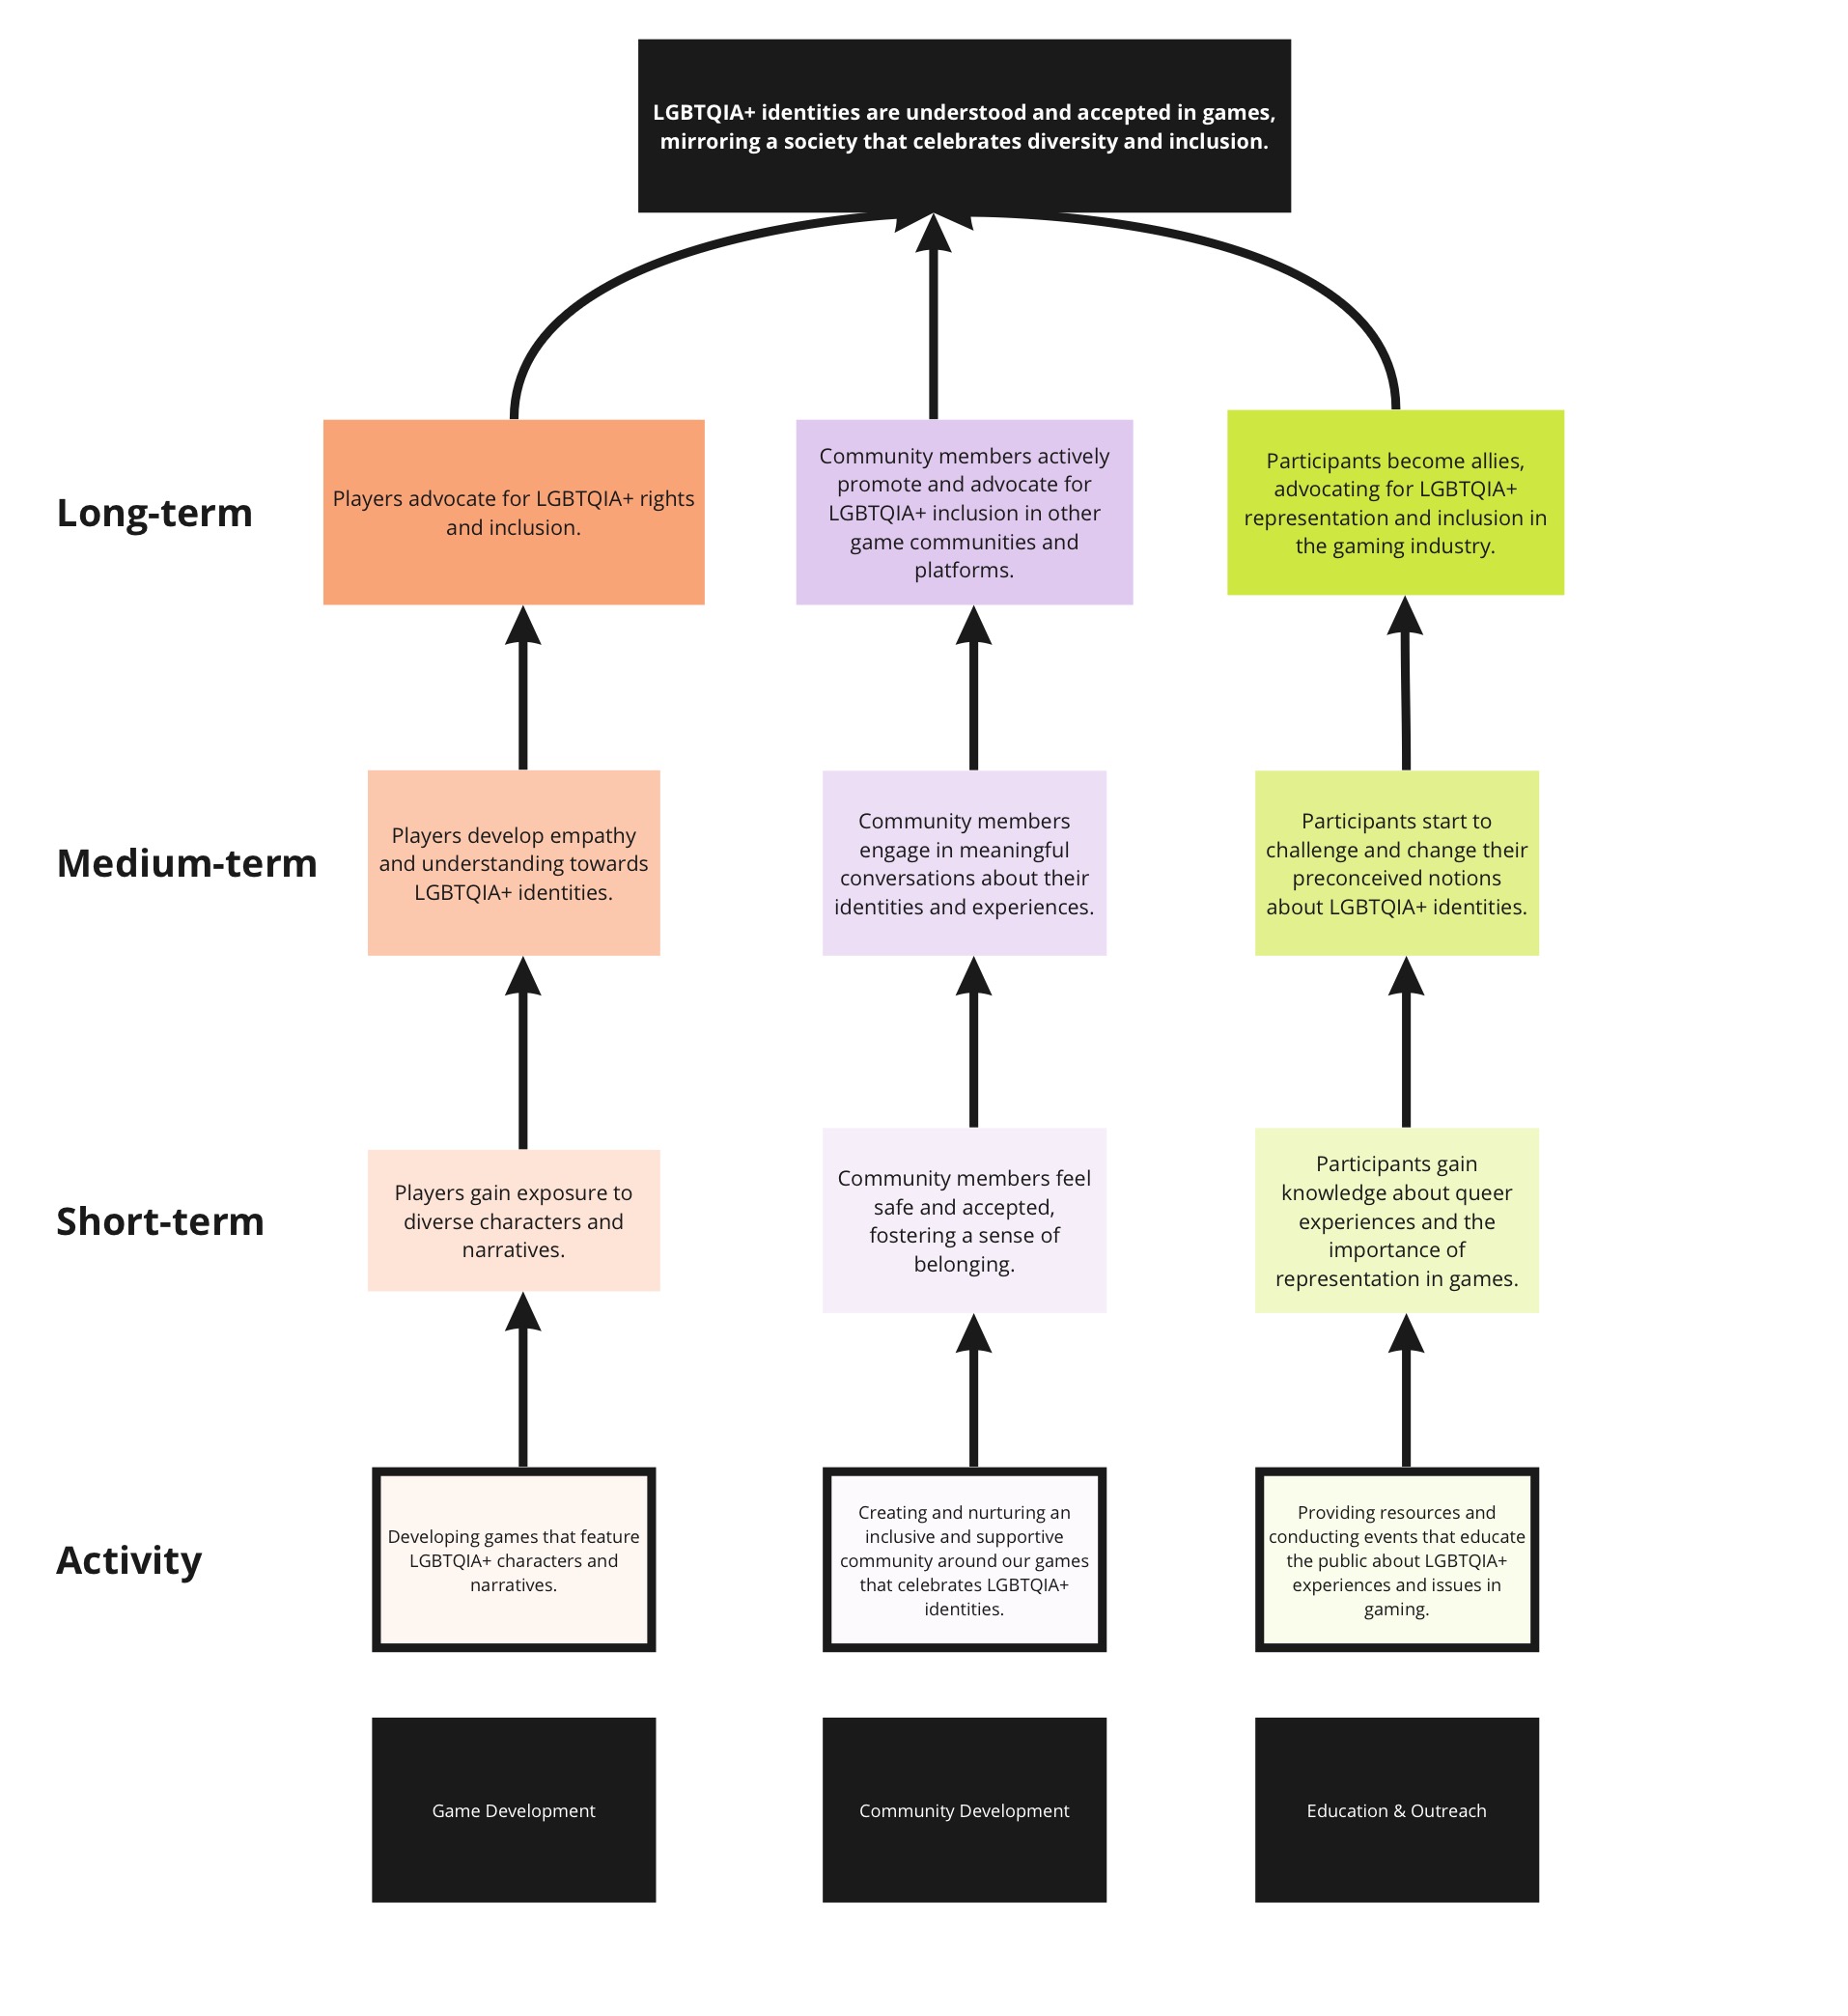 LGBTQIA+ identities are understood and accepted in games,
mirroring a society that celebrates diversity and inclusion.
Long-term
Players advocate for LGBTQIA+ rights
and inclusion.
Community members actively
promote and advocate for
LGBTQIA+ inclusion in other
game communities and
platforms.
Participants become allies,
advocating for LGBTQIA+
representation and inclusion in
the gaming industry.
Medium-term
Players develop empathy
and understanding towards
LGBTQIA+ identities.
Community members
engage in meaningful
conversations about their
identities and experiences.
Participants start to
challenge and change their
preconceived notions
about LGBTQIA+ identities.
Short-term
Players gain exposure to
diverse characters and
narratives.
Community members feel
safe and accepted,
fostering a sense of
belonging.
Participants gain
knowledge about queer
experiences and the
importance of
representation in games.
Activity
Developing games that feature
LGBTQIA+ characters and
narratives.
Creating and nurturing an
inclusive and supportive
community around our games
that celebrates LGBTQIA+
identities.
Providing resources and
conducting events that educate
the public about LGBTQIA+
experiences and issues in
gaming.
Game Development
Community Development
Education & Outreach